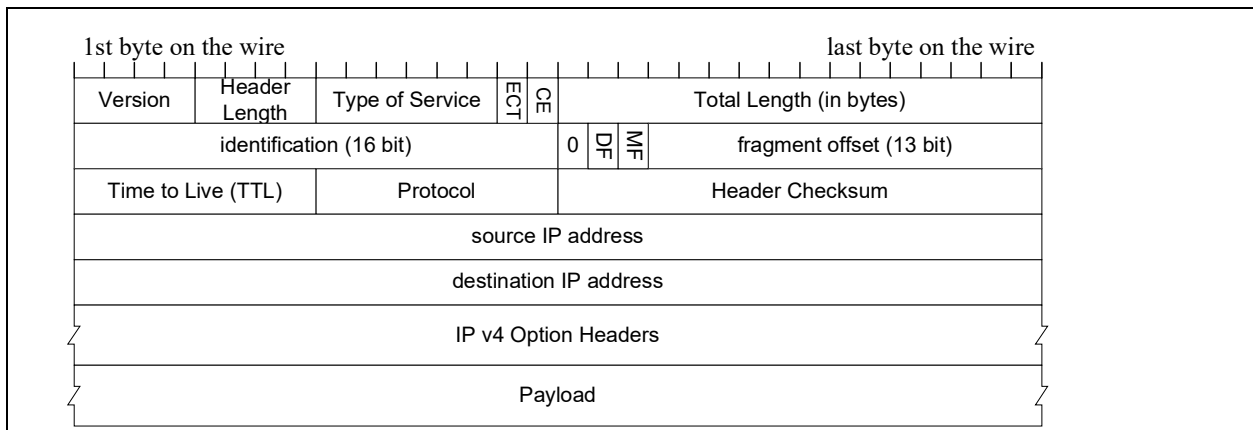 1st byte on the wire last byte on the wire
Version Header Length Type of Service ECT CE Total Length (in bytes)
identification (16 bit) 0 DF MF fragment offset (13 bit)
Time to Live (TTL) Protocol Header Checksum
source IP address
destination IP address
IP v4 Option Headers
Payload